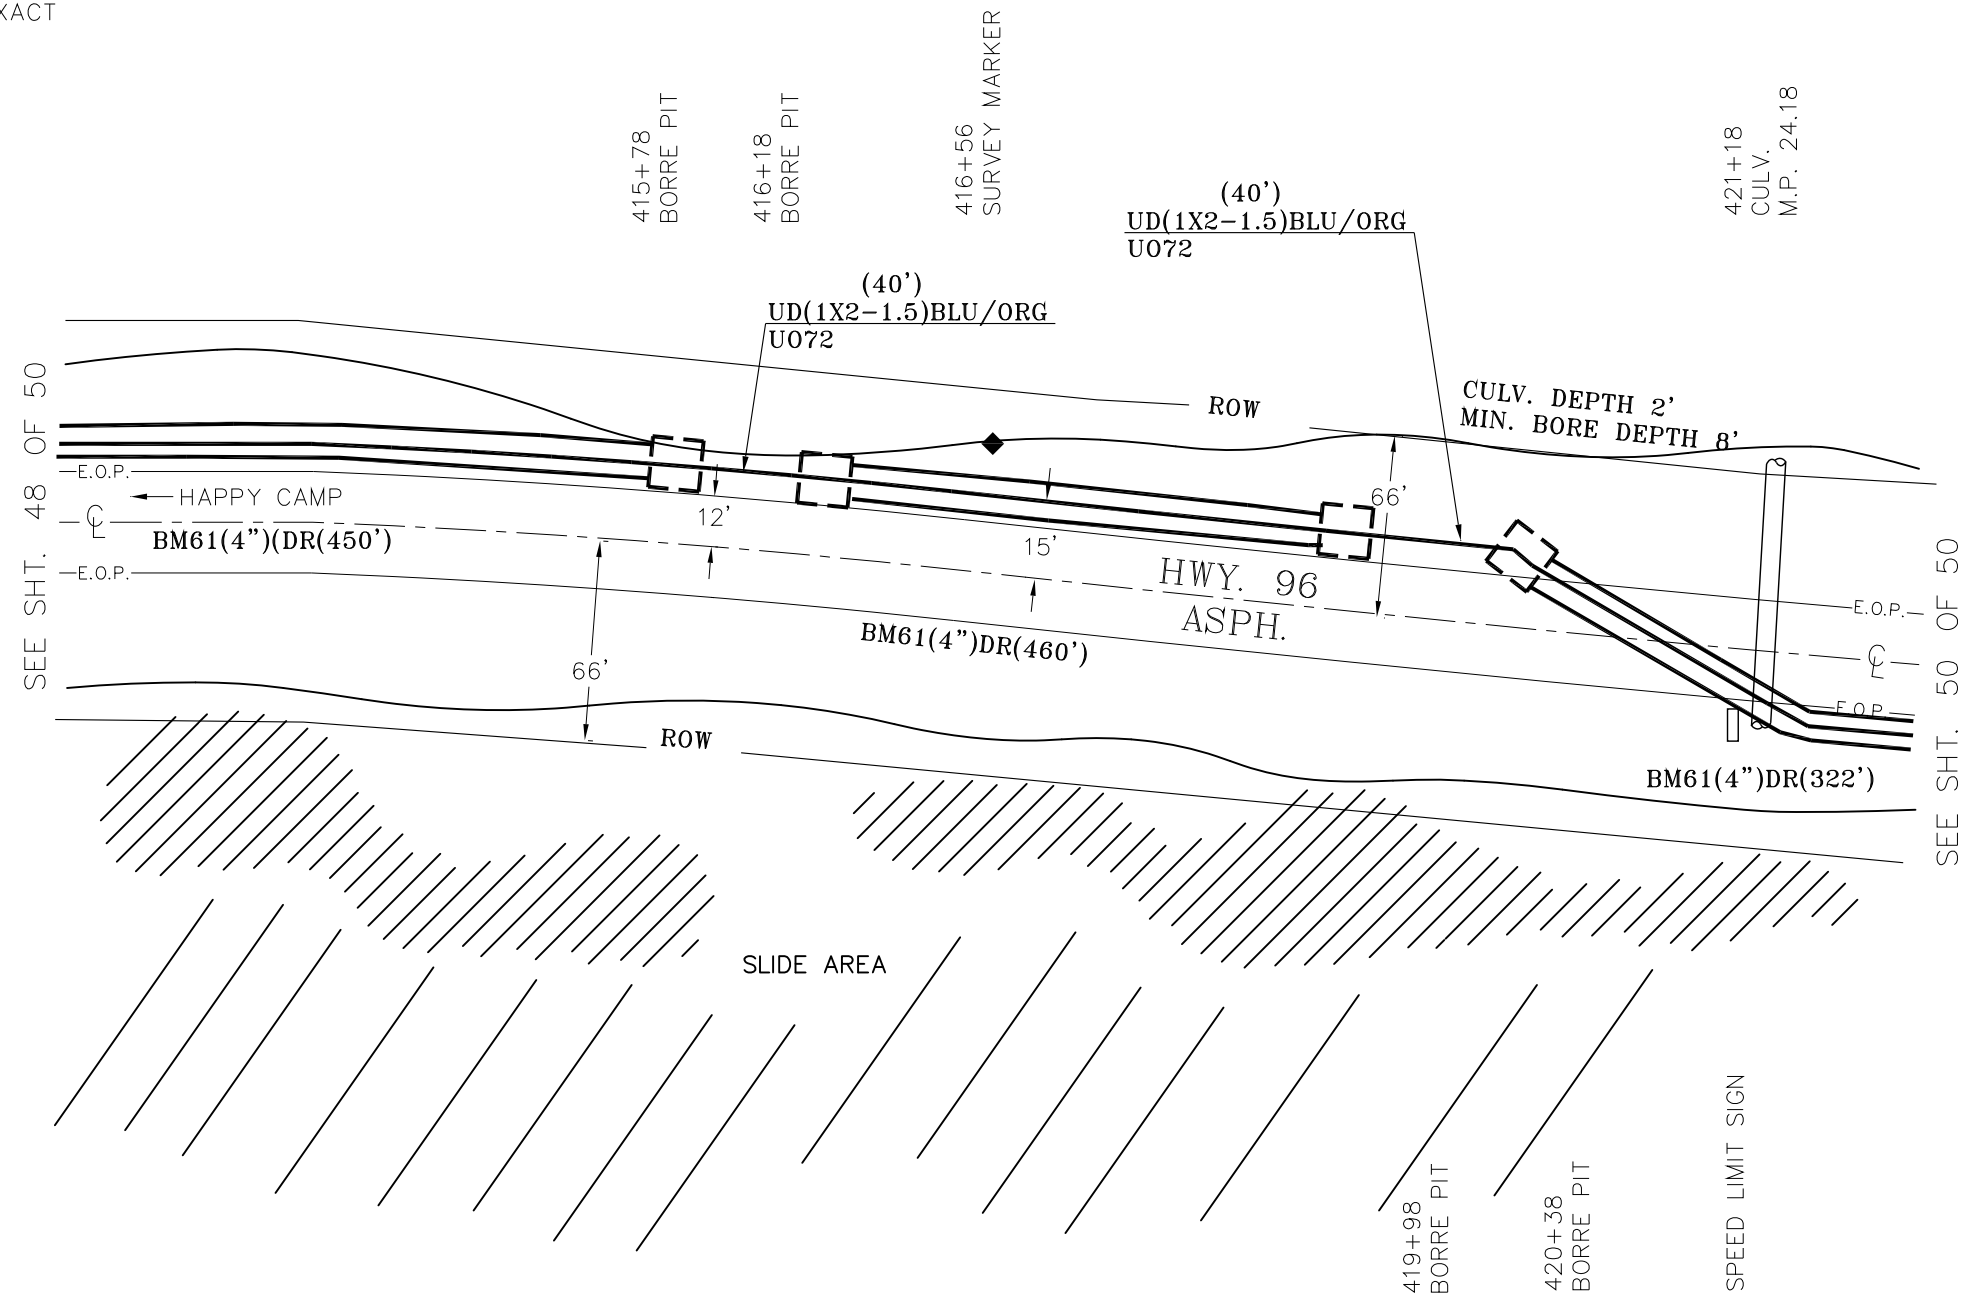 XACT
415+78
BORRE PIT
416+18
BORRE PIT
416+56
SURVEY MARKER
421+18
CULV.
M.P. 24.18
(40')
UD(1X2-1.5)BLU/ORG
UO72
(40')
UD(1X2-1.5)BLU/ORG
UO72
ROW
CULV. DEPTH 2'
MIN. BORE DEPTH 8'
SEE SHT. 48 OF 50
E.O.P.
HAPPY CAMP
CL
BM61(4")(DR(450')
E.O.P.
12'
15'
66'
HWY. 96
ASPH.
BM61(4")DR(460')
66'
ROW
E.O.P.
CL
E.O.P.
BM61(4")DR(322')
SEE SHT. 50 OF 50
SLIDE AREA
419+98
BORRE PIT
420+38
BORRE PIT
SPEED LIMIT SIGN